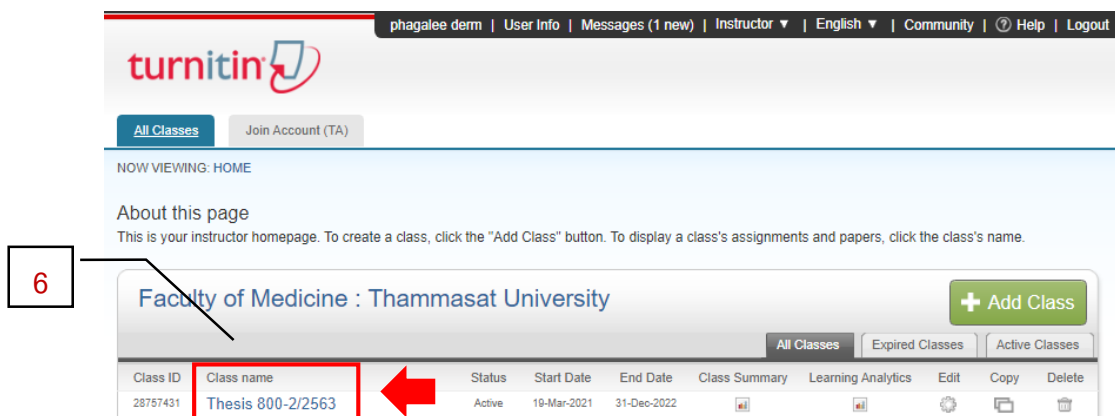 phagalee derm | User Info | Messages (1 new) | Instructor ▼ | English ▼ | Community | ? Help | Logout
turnitin
All Classes Join Account (TA)
NOW VIEWING: HOME
About this page
This is your instructor homepage. To create a class, click the "Add Class" button. To display a class's assignments and papers, click the class's name.
6
Faculty of Medicine : Thammasat University + Add Class
All Classes Expired Classes Active Classes
Class ID Class name Status Start Date End Date Class Summary Learning Analytics Edit Copy Delete
28757431 Thesis 800-2/2563 Active 19-Mar-2021 31-Dec-2022